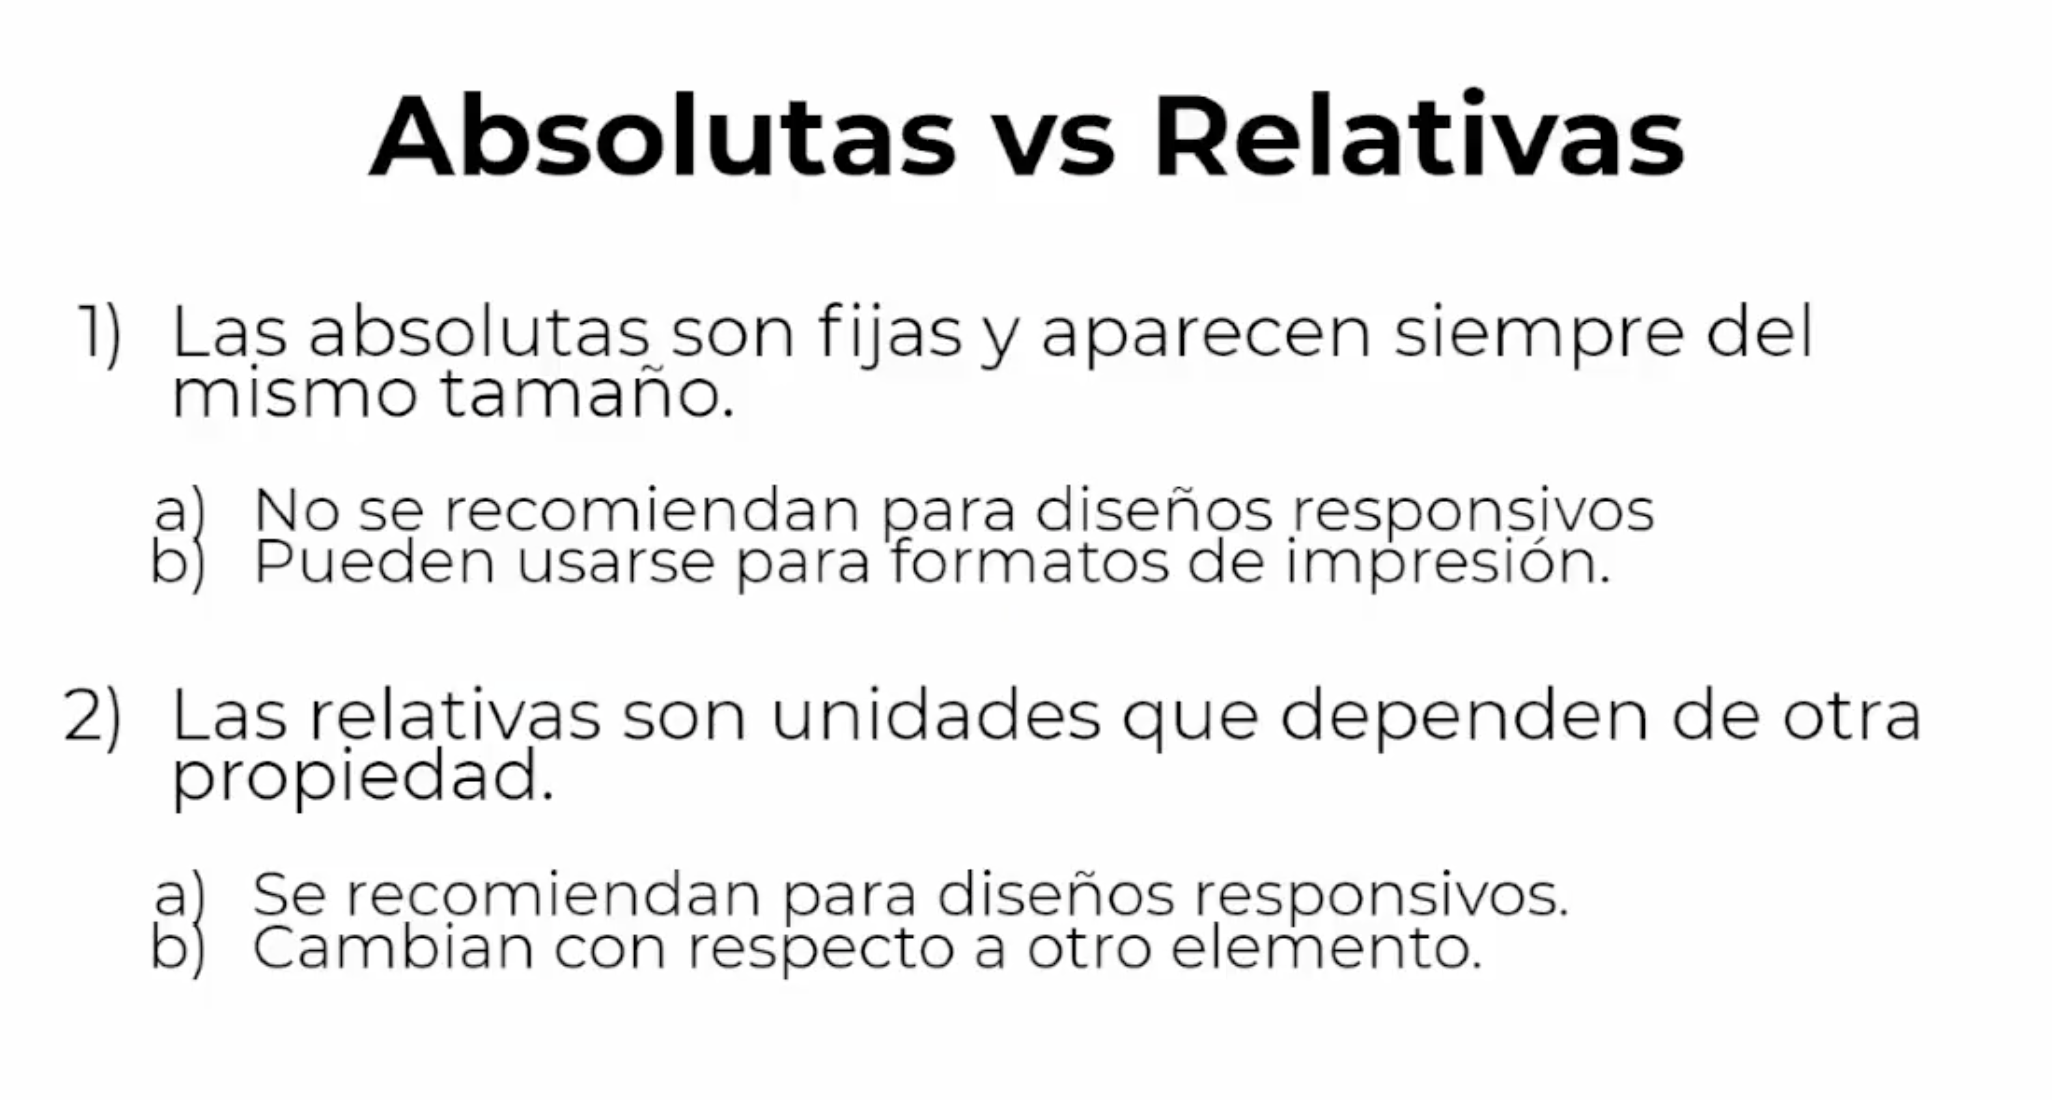 Absolutas vs Relativas
1) Las absolutas son fijas y aparecen siempre del
mismo tamaño.
a) No se recomiendan para diseños responsivos
b) Pueden usarse para formatos de impresión.
2) Las relativas son unidades que dependen de otra
propiedad.
a) Se recomiendan para diseños responsivos.
b) Cambian con respecto a otro elemento.